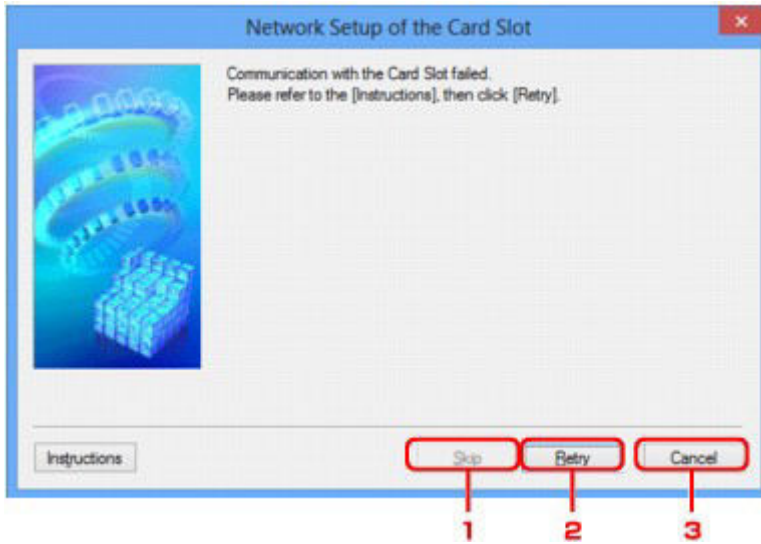 Network Setup of the Card Slot
Communication with the Card Slot failed.
Please refer to the [Instructions], then click [Retry].
Instructions
Skip
Retry
Cancel
1
2
3